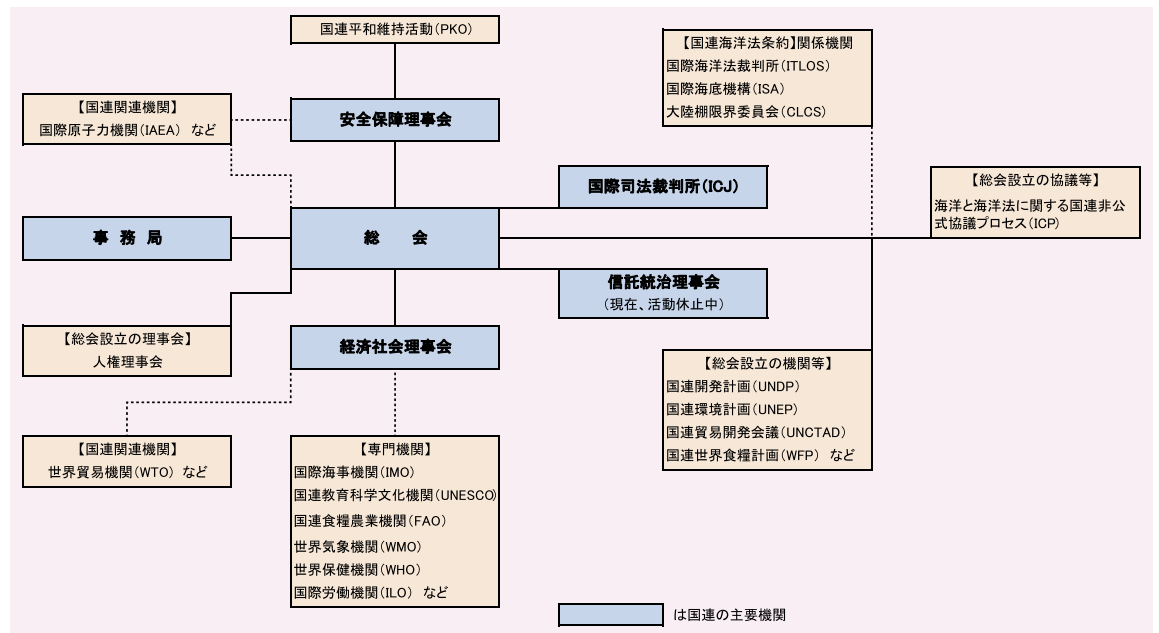 国連平和維持活動(PKO)
【国連海洋法条約】関係機関
国際海洋法裁判所(ITLOS)
国際海底機構(ISA)
大陸棚限界委員会(CLCS)
【国連関連機関】
国際原子力機関(IAEA) など
安全保障理事会
国際司法裁判所(ICJ)
【総会設立の協議等】
海洋と海洋法に関する国連非公
式協議プロセス(ICP)
事 務 局
総 会
信託統治理事会
(現在、活動休止中)
【総会設立の理事会】
人権理事会
経済社会理事会
【総会設立の機関等】
国連開発計画(UNDP)
国連環境計画(UNEP)
国連貿易開発会議(UNCTAD)
国連世界食糧計画(WFP) など
【国連関連機関】
世界貿易機関(WTO) など
【専門機関】
国際海事機関(IMO)
国連教育科学文化機関(UNESCO)
国連食糧農業機関(FAO)
世界気象機関(WMO)
世界保健機関(WHO)
国際労働機関(ILO) など
は国連の主要機関